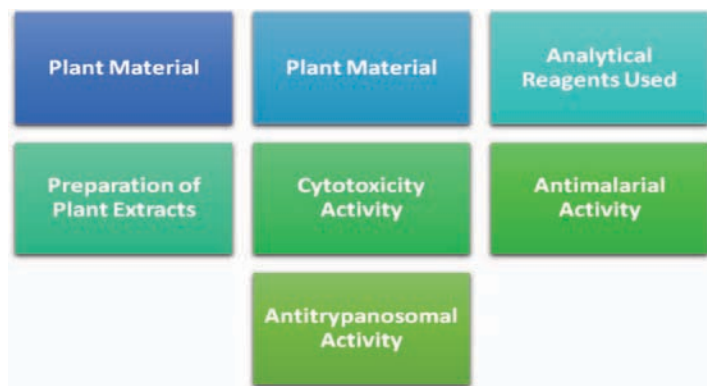 Plant Material
Plant Material
Analytical
Reagents Used
Preparation of
Plant Extracts
Cytotoxicity
Activity
Antimalarial
Activity
Antitrypanosomal
Activity